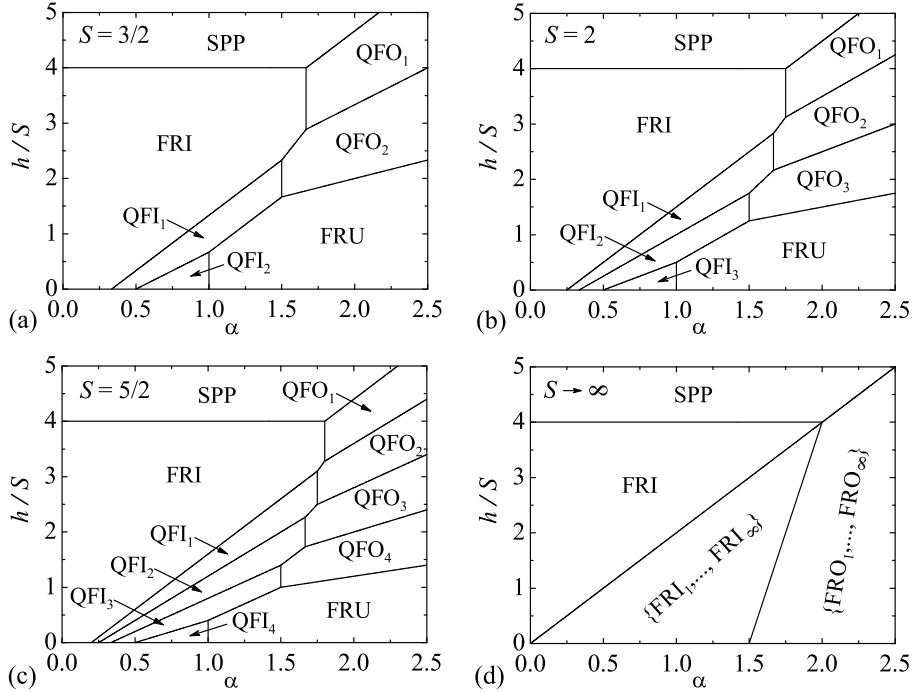 5
4
3
2
1
0
h / S
S = 3/2
SPP
QFO1
FRI
QFO2
QFI1
FRU
QFI2
0.0 0.5 1.0 1.5 2.0 2.5
(a)
α
5
4
3
2
1
0
h / S
S = 2
SPP
QFO1
FRI
QFO2
QFO3
QFI1
QFI2
FRU
QFI3
0.0 0.5 1.0 1.5 2.0 2.5
(b)
α
5
4
3
2
1
0
h / S
S = 5/2
SPP
QFO1
QFO2
FRI
QFO3
QFI1
QFO4
QFI2
QFI3
FRU
QFI4
0.0 0.5 1.0 1.5 2.0 2.5
(c)
α
5
4
3
2
1
0
h / S
S → ∞
SPP
FRI
{FRI1,..., FRI∞}
{FRO1,..., FRO∞}
0.0 0.5 1.0 1.5 2.0 2.5
(d)
α